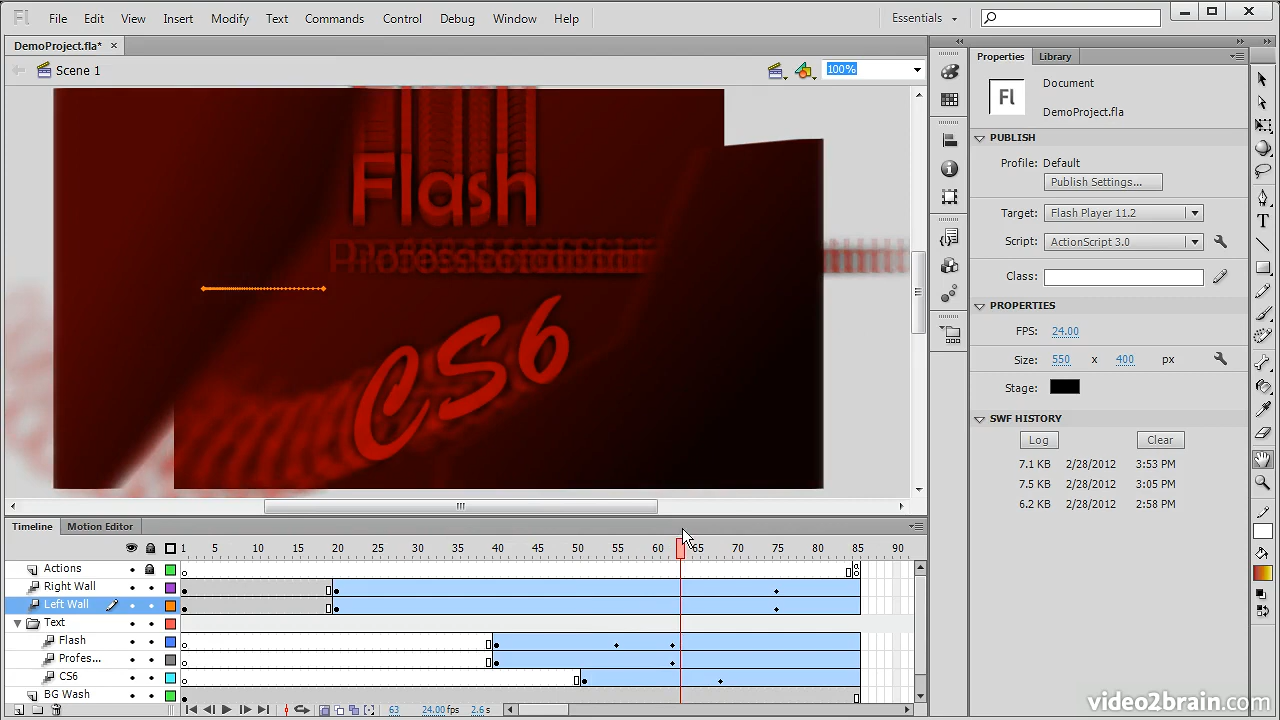 Fl File Edit View Insert Modify Text Commands Control Debug Window Help Essentials
DemoProject.fla*
Scene 1 100%
Properties Library
Fl Document
DemoProject.fla
PUBLISH
Profile: Default
Publish Settings...
Target: Flash Player 11.2
Script: ActionScript 3.0
Class:
PROPERTIES
FPS: 24.00
Size: 550 x 400 px
Stage:
SWF HISTORY
Log Clear
7.1 KB 2/28/2012 3:53 PM
7.5 KB 2/28/2012 3:05 PM
6.2 KB 2/28/2012 2:58 PM
Flash
CS6
Timeline Motion Editor
1 5 10 15 20 25 30 35 40 45 50 55 60 65 70 75 80 85 90
Actions
Right Wall
Left Wall
Text
Flash
Profes...
CS6
BG Wash
63 24.00 fps 2.6 s
video2brain.com